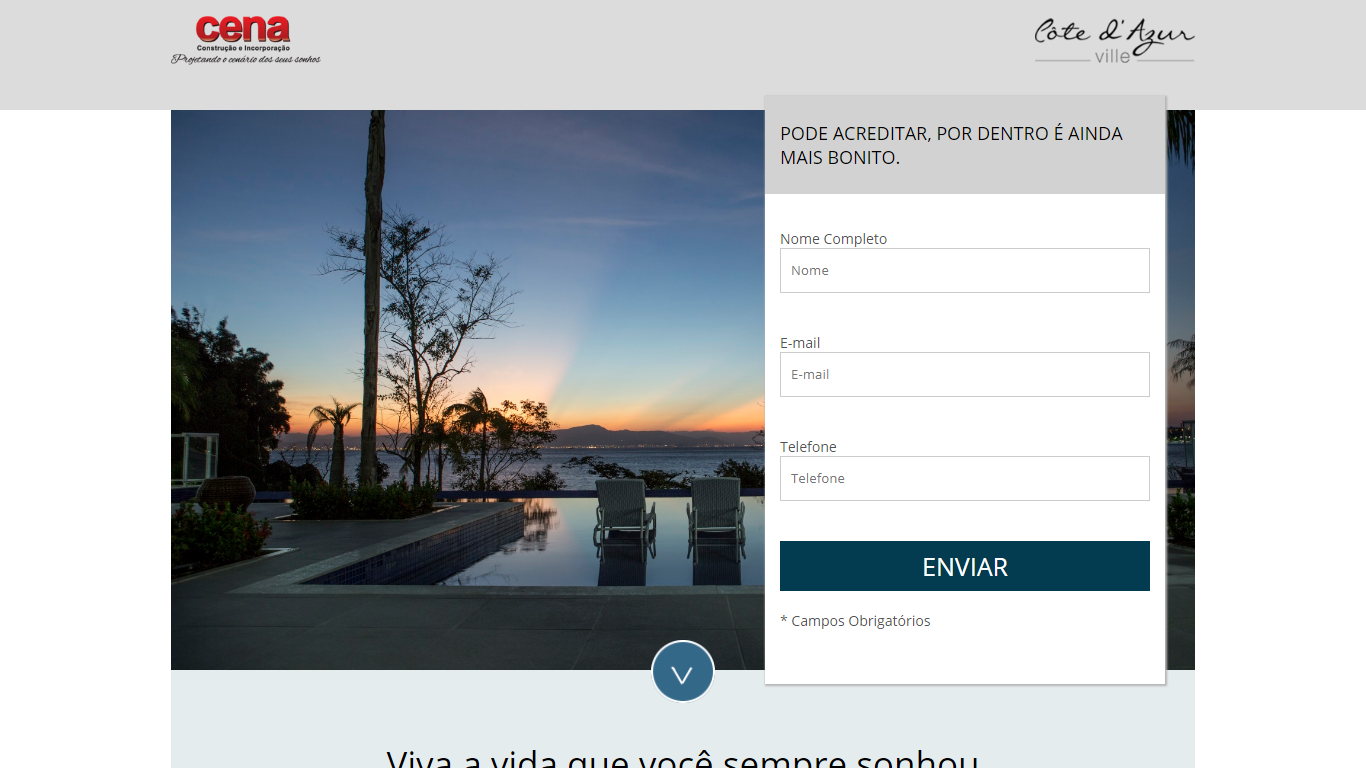 cena
Construção e Incorporação
Projetando o cenário dos seus sonhos
Côte d'Azur
ville
PODE ACREDITAR, POR DENTRO É AINDA
MAIS BONITO.
Nome Completo
Nome
E-mail
E-mail
Telefone
Telefone
ENVIAR
* Campos Obrigatórios
Viva a vida que você sempre sonhou